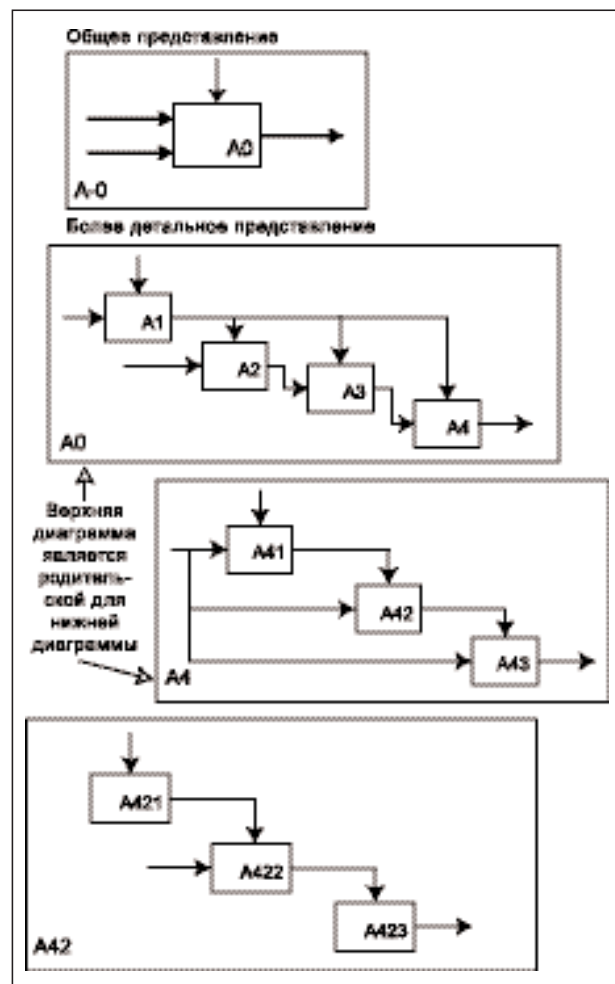 Общее представление
A0
A-0
Более детальное представление
A1
A2
A3
A4
A0
Верхняя
диаграмма
является
родитель-
ской для
нижней
диаграммы
A41
A42
A43
A4
A421
A422
A423
A42